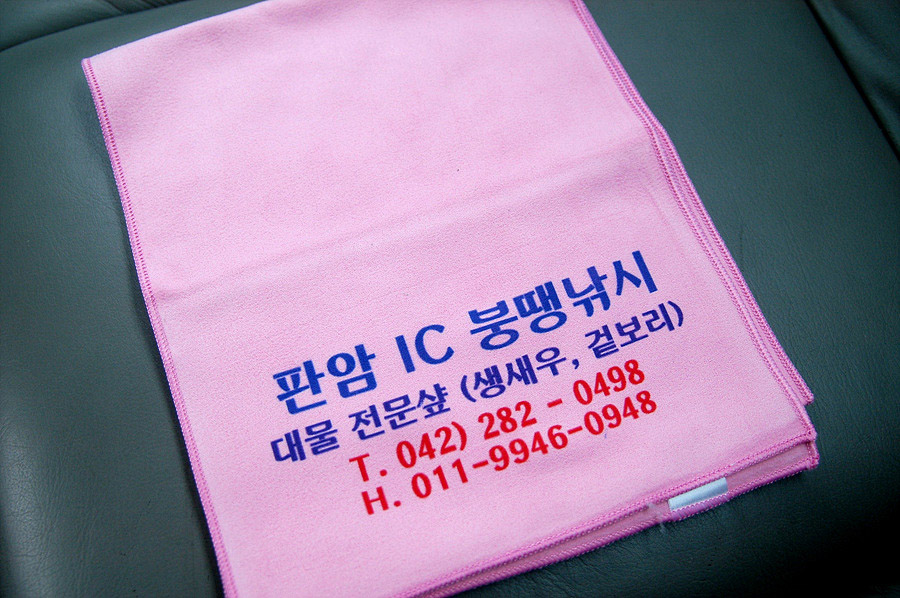 판암 IC 붕땡낚시
대물 전문샾 (생새우, 겉보리)
T. 042) 282 - 0498
H. 011-9946-0948